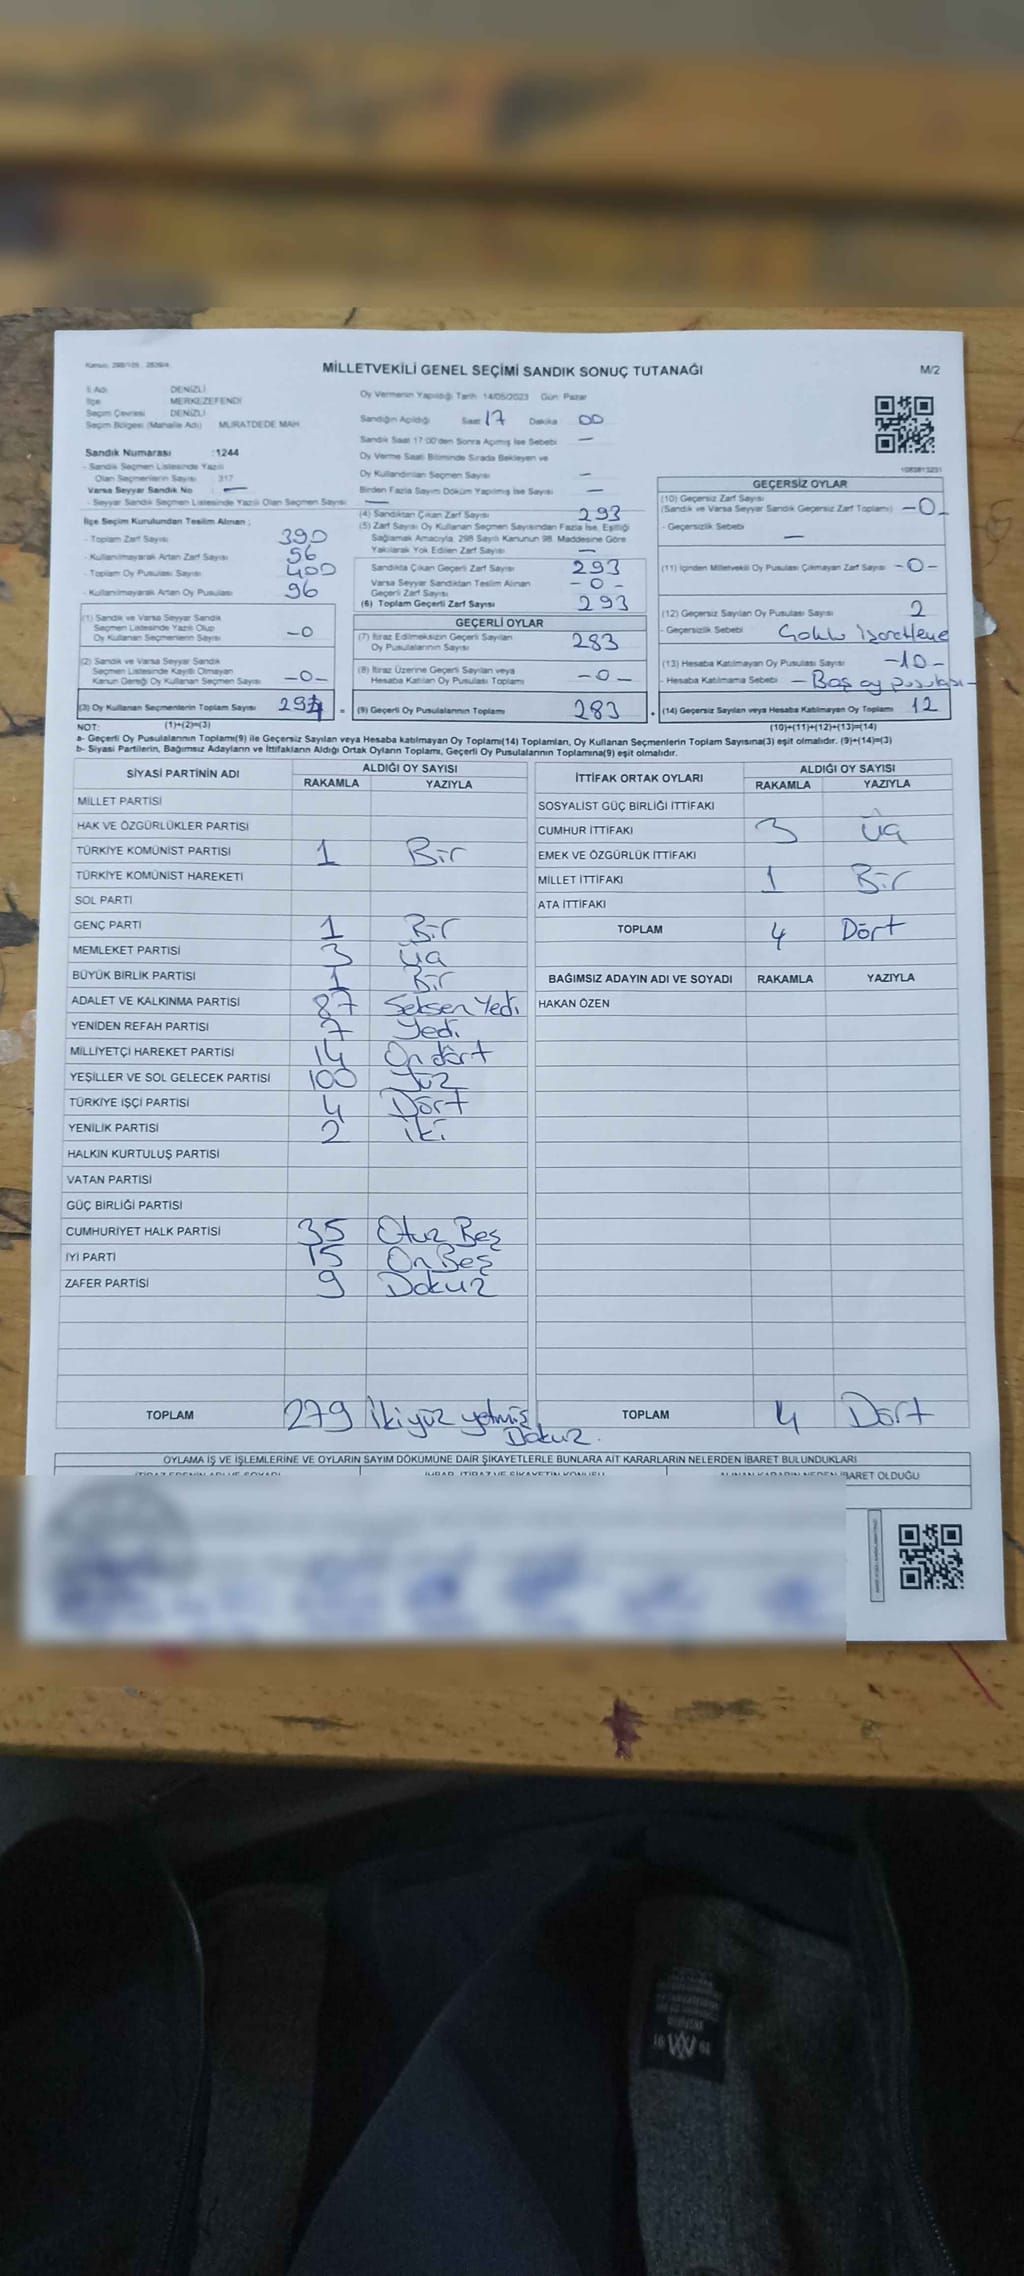 Kanun: 298/105 , 2839/4
MİLLETVEKİLİ GENEL SEÇİMİ SANDIK SONUÇ TUTANAĞI
M/2
İl Adı DENİZLİ
İlçe MERKEZEFENDİ
Seçim Çevresi DENİZLİ
Seçim Bölgesi (Mahalle Adı) MURATDEDE MAH.
Sandık Numarası :1244
- Sandık Seçmen Listesinde Yazılı
Olan Seçmenlerin Sayısı : 317
Varsa Seyyar Sandık No : —
- Seyyar Sandık Seçmen Listesinde Yazılı Olan Seçmen Sayısı: —
İlçe Seçim Kurulundan Teslim Alınan :
- Toplam Zarf Sayısı 390
- Kullanılmayarak Artan Zarf Sayısı 96
- Toplam Oy Pusulası Sayısı 400
- Kullanılmayarak Artan Oy Pusulası 96
(1) Sandık ve Varsa Seyyar Sandık
Seçmen Listesinde Yazılı Olup
Oy Kullanan Seçmenlerin Sayısı -0
(2) Sandık ve Varsa Seyyar Sandık
Seçmen Listesinde Kayıtlı Olmayan
Kanun Gereği Oy Kullanan Seçmen Sayısı -0-
(3) Oy Kullanan Seçmenlerin Toplam Sayısı
(1)+(2)=(3)
Oy Vermenin Yapıldığı Tarih: 14/05/2023 Gün: Pazar
Sandığın Açıldığı Saat 17 Dakika 00
Sandık Saat 17:00'den Sonra Açılmış İse Sebebi —
Oy Verme Saati Bitiminde Sırada Bekleyen ve
Oy Kullandırılan Seçmen Sayısı —
Birden Fazla Sayım Döküm Yapılmış İse Sayısı —
(4) Sandıktan Çıkan Zarf Sayısı 293
(5) Zarf Sayısı Oy Kullanan Seçmen Sayısından Fazla İse, Eşitliği
Sağlamak Amacıyla, 298 Sayılı Kanunun 98. Maddesine Göre
Yakılarak Yok Edilen Zarf Sayısı —
Sandıkta Çıkan Geçerli Zarf Sayısı 293
Varsa Seyyar Sandıktan Teslim Alınan
Geçerli Zarf Sayısı -0-
(6) Toplam Geçerli Zarf Sayısı 293
GEÇERLİ OYLAR
(7) İtiraz Edilmeksizin Geçerli Sayılan
Oy Pusulalarının Sayısı 283
(8) İtiraz Üzerine Geçerli Sayılan veya
Hesaba Katılan Oy Pusulası Toplamı -0-
= (9) Geçerli Oy Pusulalarının Toplamı 283
1083813231
GEÇERSİZ OYLAR
(10) Geçersiz Zarf Sayısı
(Sandık ve Varsa Seyyar Sandık Geçersiz Zarf Toplamı) -0-
- Geçersizlik Sebebi —
(11) İçinden Milletvekili Oy Pusulası Çıkmayan Zarf Sayısı -0-
(12) Geçersiz Sayılan Oy Pusulası Sayısı 2
- Geçersizlik Sebebi Çoklu İşaretleme
(13) Hesaba Katılmayan Oy Pusulası Sayısı -10-
- Hesaba Katılmama Sebebi - Boş oy pusulası -
+ (14) Geçersiz Sayılan veya Hesaba Katılmayan Oy Toplamı 12
(10)+(11)+(12)+(13)=(14)
NOT:
a- Geçerli Oy Pusulasının Toplamı(9) ile Geçersiz Sayılan veya Hesaba katılmayan Oy Toplamı(14) Toplamları, Oy Kullanan Seçmenlerin Toplam Sayısına(3) eşit olmalıdır. (9)+(14)=(3)
b- Siyasi Partilerin, Bağımsız Adayların ve İttifakların Aldığı Ortak Oyların Toplamı, Geçerli Oy Pusulalarının Toplamına(9) eşit olmalıdır.
SİYASİ PARTİNİN ADI ALDIĞI OY SAYISI
RAKAMLA YAZIYLA
MİLLET PARTİSİ
HAK VE ÖZGÜRLÜKLER PARTİSİ
TÜRKİYE KOMÜNİST PARTİSİ 1 Bir
TÜRKİYE KOMÜNİST HAREKETİ
SOL PARTİ
GENÇ PARTİ 1 Bir
MEMLEKET PARTİSİ 3 Üç
BÜYÜK BİRLİK PARTİSİ 1 Bir
ADALET VE KALKINMA PARTİSİ 87 Seksen Yedi
YENİDEN REFAH PARTİSİ 7 Yedi
MİLLİYETÇİ HAREKET PARTİSİ 14 On dört
YEŞİLLER VE SOL GELECEK PARTİSİ 100 Yüz
TÜRKİYE İŞÇİ PARTİSİ 4 Dört
YENİLİK PARTİSİ 2 iki
HALKIN KURTULUŞ PARTİSİ
VATAN PARTİSİ
GÜÇ BİRLİĞİ PARTİSİ
CUMHURİYET HALK PARTİSİ 35 Otuz Beş
İYİ PARTİ 15 On Beş
ZAFER PARTİSİ 9 Dokuz
TOPLAM 279 İkiyüz yetmiş
Dokuz.
İTTİFAK ORTAK OYLARI ALDIĞI OY SAYISI
RAKAMLA YAZIYLA
SOSYALİST GÜÇ BİRLİĞİ İTTİFAKI
CUMHUR İTTİFAKI 3 Üç
EMEK VE ÖZGÜRLÜK İTTİFAKI
MİLLET İTTİFAKI 1 Bir
ATA İTTİFAKI
TOPLAM 4 Dört
BAĞIMSIZ ADAYIN ADI VE SOYADI RAKAMLA YAZIYLA
HAKAN ÖZEN
TOPLAM 4 Dört
OYLAMA İŞ VE İŞLEMLERİNE VE OYLARIN SAYIM DÖKÜMÜNE DAİR ŞİKAYETLERLE BUNLARA AİT KARARLARIN NELERDEN İBARET BULUNDUKLARI
İBARET OLDUĞU